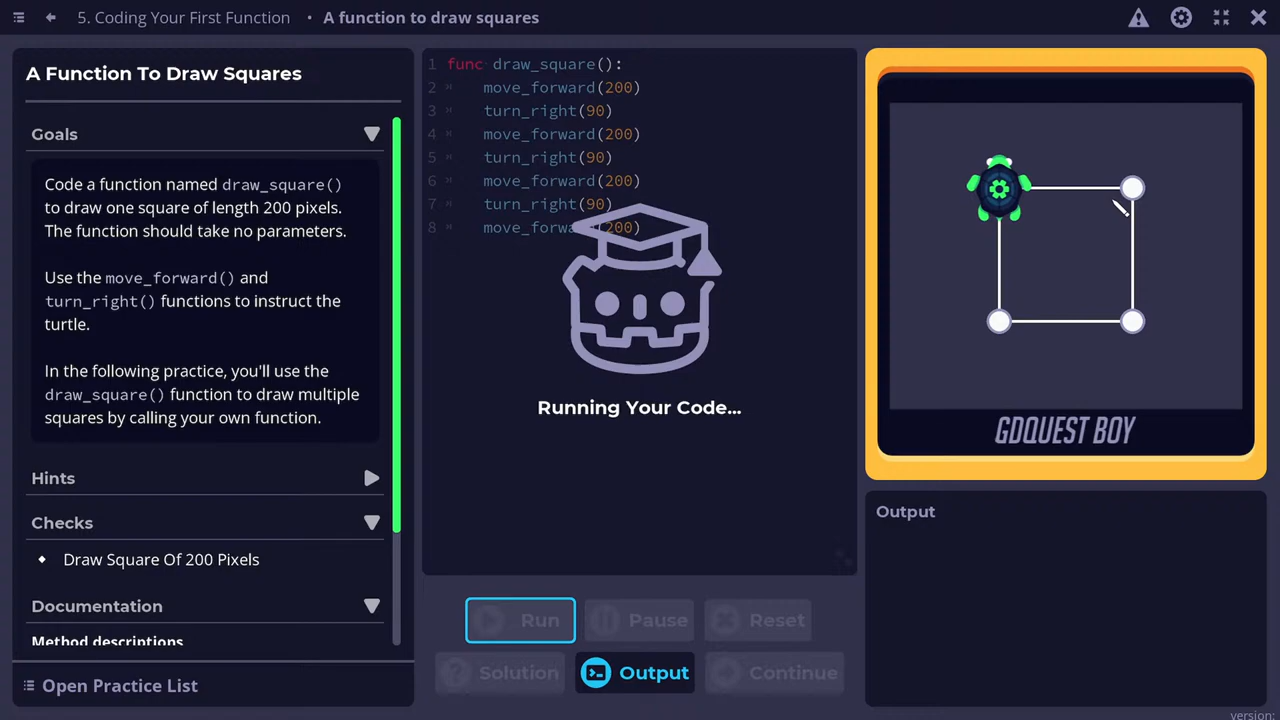 5. Coding Your First Function • A function to draw squares
A Function To Draw Squares
Goals
Code a function named draw_square()
to draw one square of length 200 pixels.
The function should take no parameters.
Use the move_forward() and
turn_right() functions to instruct the
turtle.
In the following practice, you'll use the
draw_square() function to draw multiple
squares by calling your own function.
Hints
Checks
Draw Square Of 200 Pixels
Documentation
Method descriptions
Open Practice List
1 func draw_square():
2 move_forward(200)
3 turn_right(90)
4 move_forward(200)
5 turn_right(90)
6 move_forward(200)
7 turn_right(90)
8 move_forward(200)
Running Your Code...
Run
Pause
Reset
Solution
Output
Continue
GDQUEST BOY
Output
version: